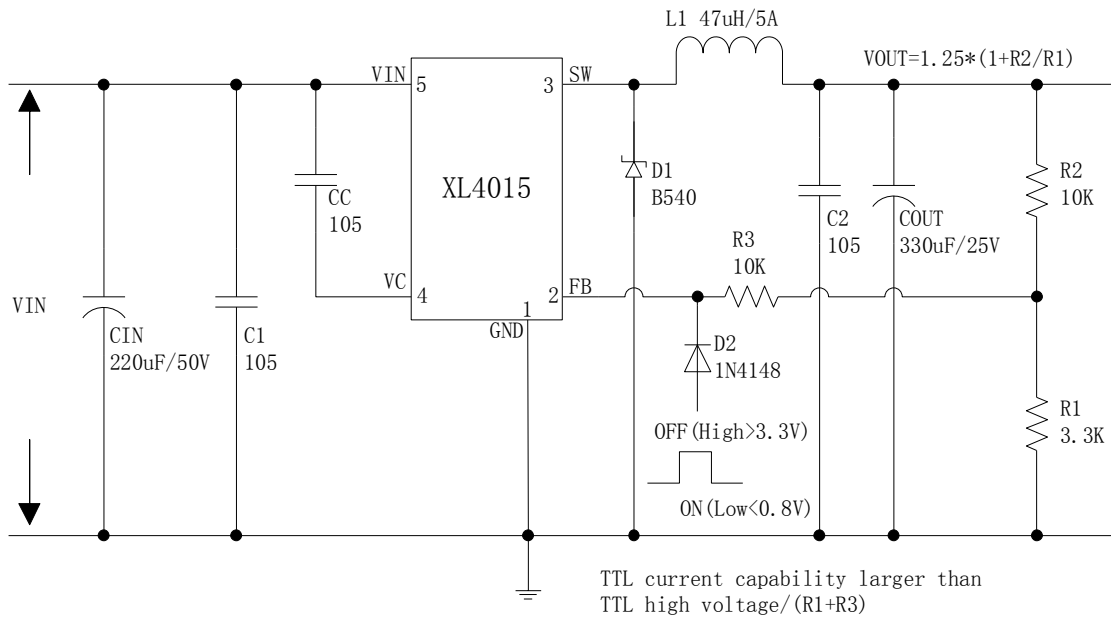 L1 47uH/5A
VOUT=1.25*(1+R2/R1)
VIN
5
3
SW
XL4015
CC
105
D1
B540
C2
105
COUT
330uF/25V
R2
10K
R3
10K
VC
4
2
FB
1
GND
VIN
CIN
220uF/50V
C1
105
D2
1N4148
R1
3.3K
OFF(High>3.3V)
ON(Low<0.8V)
TTL current capability larger than
TTL high voltage/(R1+R3)